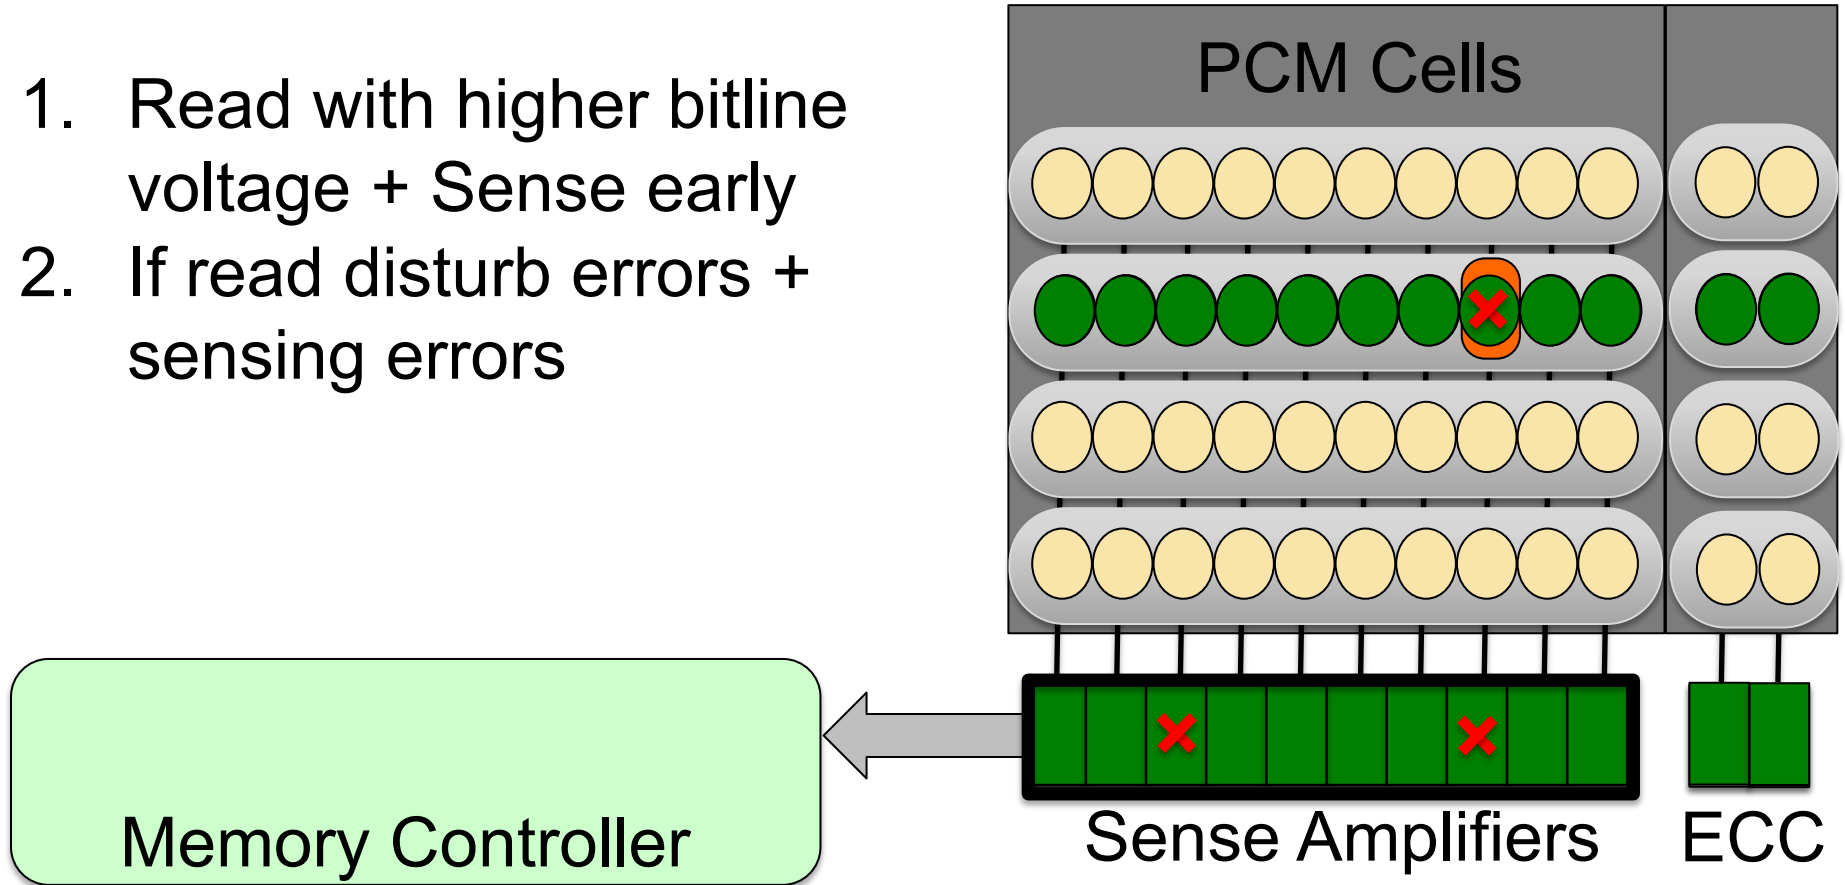 1. Read with higher bitline
voltage + Sense early
2. If read disturb errors +
sensing errors
PCM Cells
Memory Controller
Sense Amplifiers
ECC